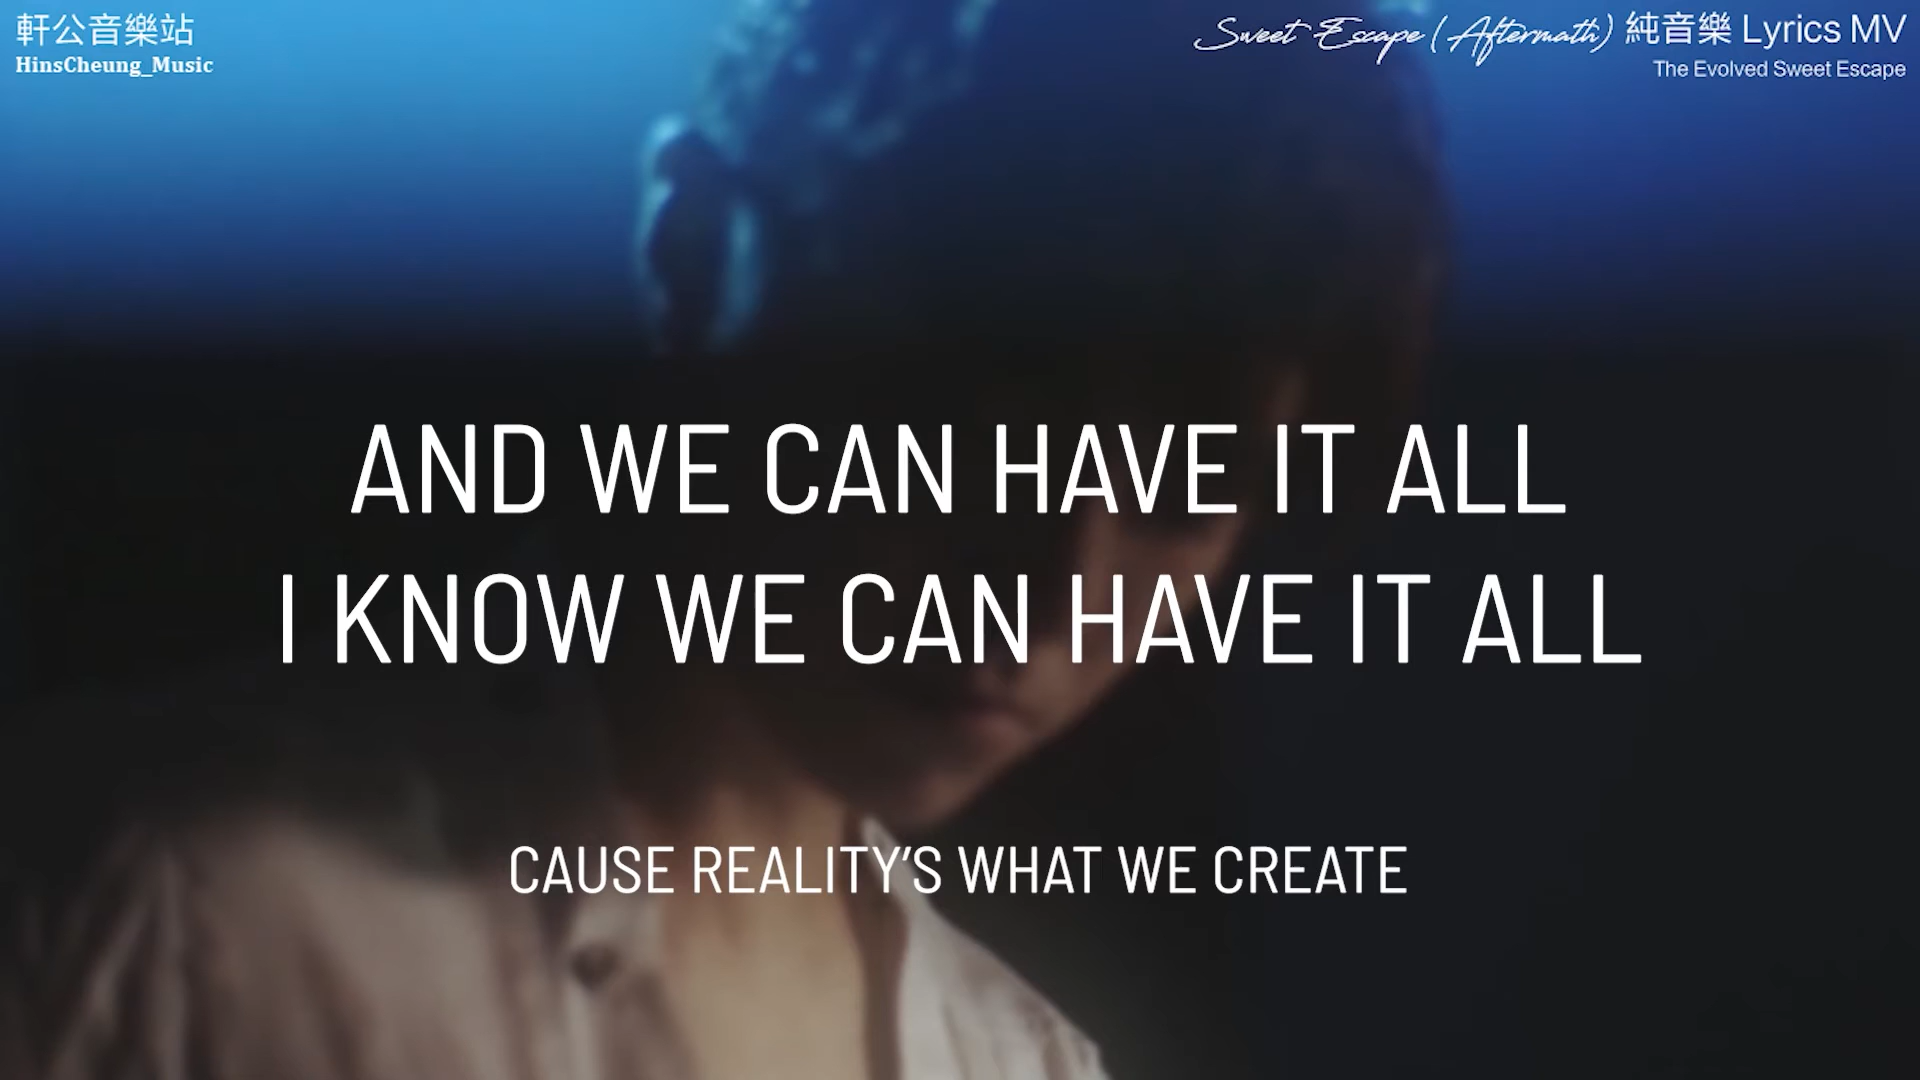 軒公音樂站
HinsCheung_Music
Sweet Escape (Aftermath) 純音樂 Lyrics MV
The Evolved Sweet Escape
AND WE CAN HAVE IT ALL
I KNOW WE CAN HAVE IT ALL
CAUSE REALITY’S WHAT WE CREATE